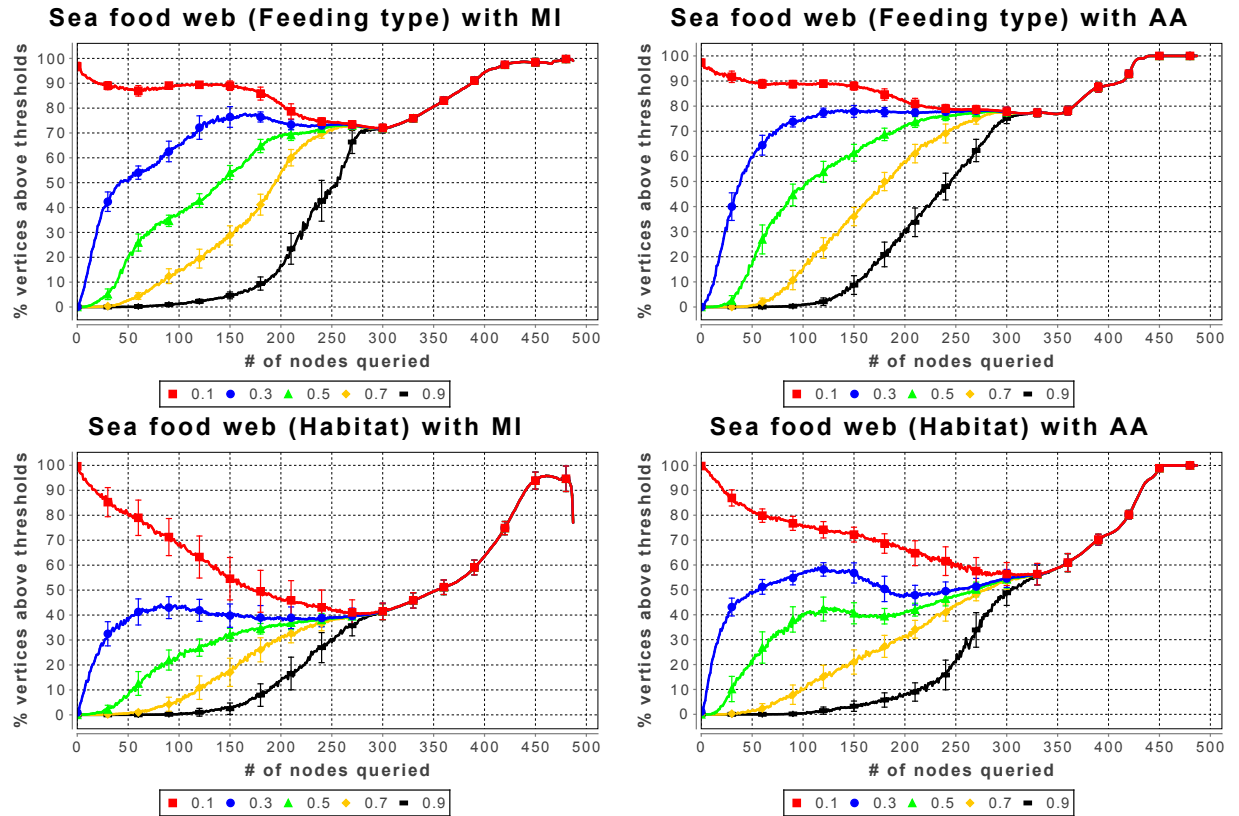 Sea food web (Feeding type) with MI
% vertices above thresholds
100
90
80
70
60
50
40
30
20
10
0
0 50 100 150 200 250 300 350 400 450 500
# of nodes queried
0.1 0.3 0.5 0.7 0.9
Sea food web (Feeding type) with AA
% vertices above thresholds
100
90
80
70
60
50
40
30
20
10
0
0 50 100 150 200 250 300 350 400 450 500
# of nodes queried
0.1 0.3 0.5 0.7 0.9
Sea food web (Habitat) with MI
% vertices above thresholds
100
90
80
70
60
50
40
30
20
10
0
0 50 100 150 200 250 300 350 400 450 500
# of nodes queried
0.1 0.3 0.5 0.7 0.9
Sea food web (Habitat) with AA
% vertices above thresholds
100
90
80
70
60
50
40
30
20
10
0
0 50 100 150 200 250 300 350 400 450 500
# of nodes queried
0.1 0.3 0.5 0.7 0.9